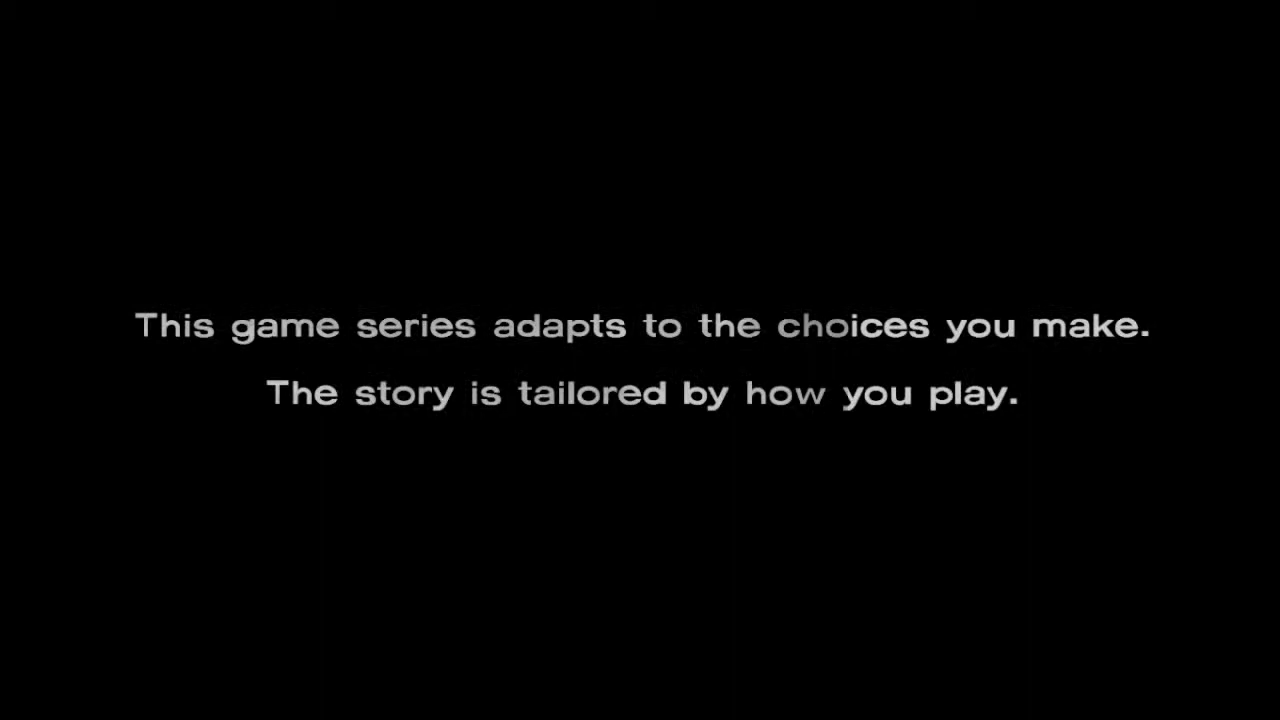 This game series adapts to the choices you make.
The story is tailored by how you play.